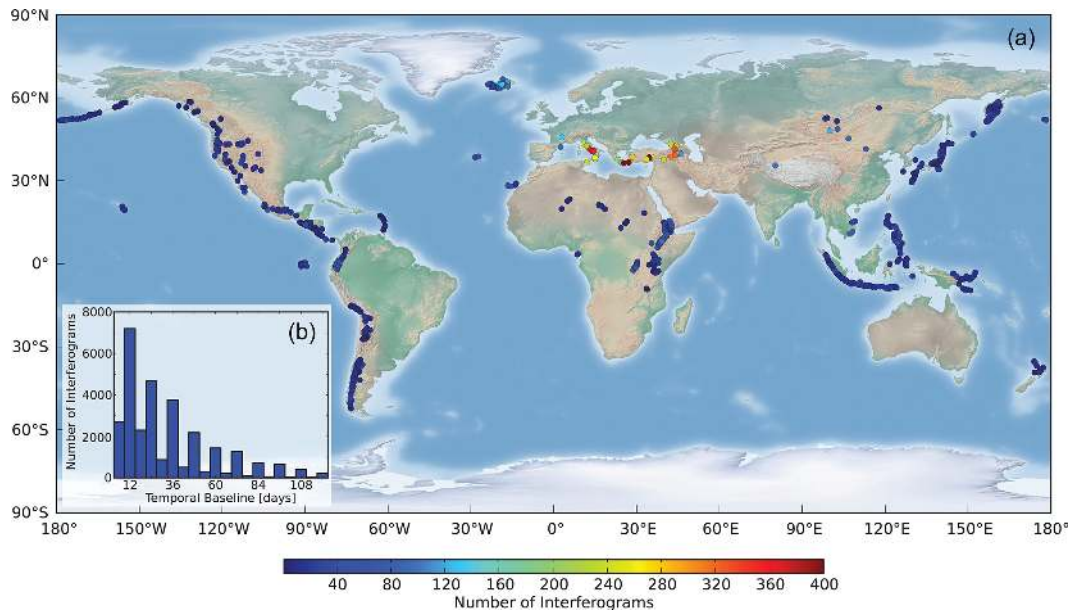 90°N
(a)
60°N
30°N
0°
30°S
60°S
90°S
8000
(b)
6000
4000
2000
0
Number of Interferograms
12 36 60 84 108
Temporal Baseline [days]
180° 150°W 120°W 90°W 60°W 30°W 0° 30°E 60°E 90°E 120°E 150°E 180°
40 80 120 160 200 240 280 320 360 400
Number of Interferograms